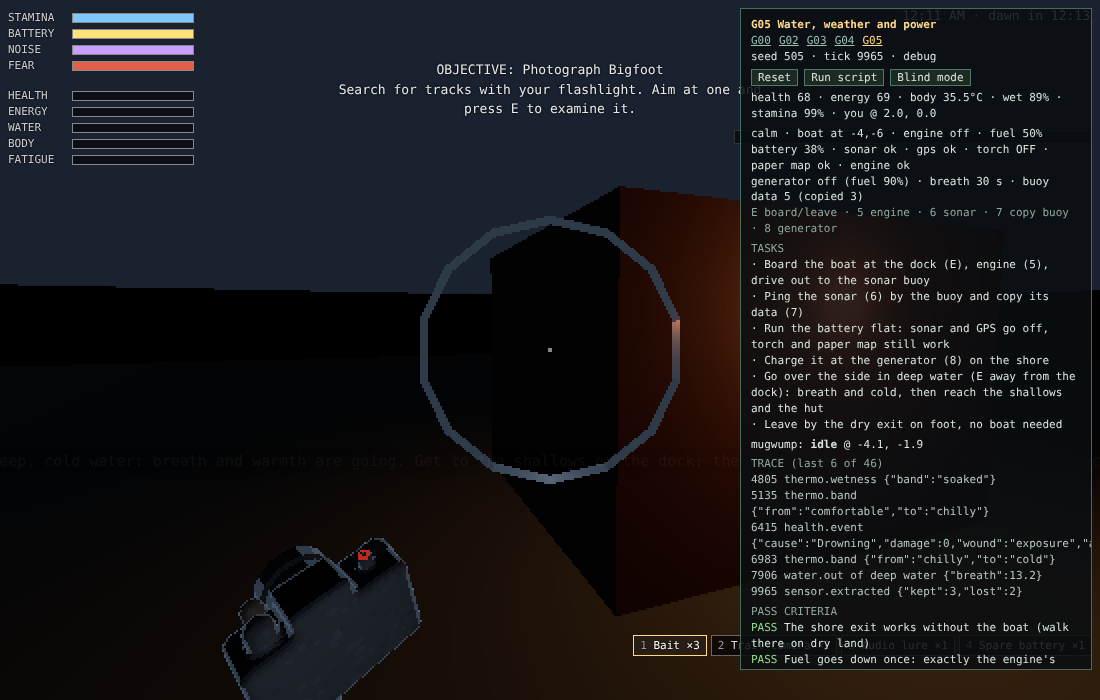 STAMINA
BATTERY
NOISE
FEAR
HEALTH
ENERGY
WATER
BODY
FATIGUE
OBJECTIVE: Photograph Bigfoot
Search for tracks with your flashlight. Aim at one and
press E to examine it.
12:11 AM · dawn in 12:13
eep, cold water: breath and warmth are going. Get to the shallows or the dock; the
1 Bait ×3
2 Tr
udio lure ×1
4 Spare battery ×1
G05 Water, weather and power
G00 G02 G03 G04 G05
seed 505 · tick 9965 · debug
Reset Run script Blind mode
health 68 · energy 69 · body 35.5°C · wet 89% ·
stamina 99% · you @ 2.0, 0.0
calm · boat at -4,-6 · engine off · fuel 50%
battery 38% · sonar ok · gps ok · torch OFF ·
paper map ok · engine ok
generator off (fuel 90%) · breath 30 s · buoy
data 5 (copied 3)
E board/leave · 5 engine · 6 sonar · 7 copy buoy
· 8 generator
TASKS
· Board the boat at the dock (E), engine (5),
drive out to the sonar buoy
· Ping the sonar (6) by the buoy and copy its
data (7)
· Run the battery flat: sonar and GPS go off,
torch and paper map still work
· Charge it at the generator (8) on the shore
· Go over the side in deep water (E away from the
dock): breath and cold, then reach the shallows
and the hut
· Leave by the dry exit on foot, no boat needed
mugwump: idle @ -4.1, -1.9
TRACE (last 6 of 46)
4805 thermo.wetness {"band":"soaked"}
5135 thermo.band
{"from":"comfortable","to":"chilly"}
6415 health.event
{"cause":"Drowning","damage":0,"wound":"exposure","a
6983 thermo.band {"from":"chilly","to":"cold"}
7906 water.out of deep water {"breath":13.2}
9965 sensor.extracted {"kept":3,"lost":2}
PASS CRITERIA
PASS The shore exit works without the boat (walk
there on dry land)
PASS Fuel goes down once: exactly the engine's